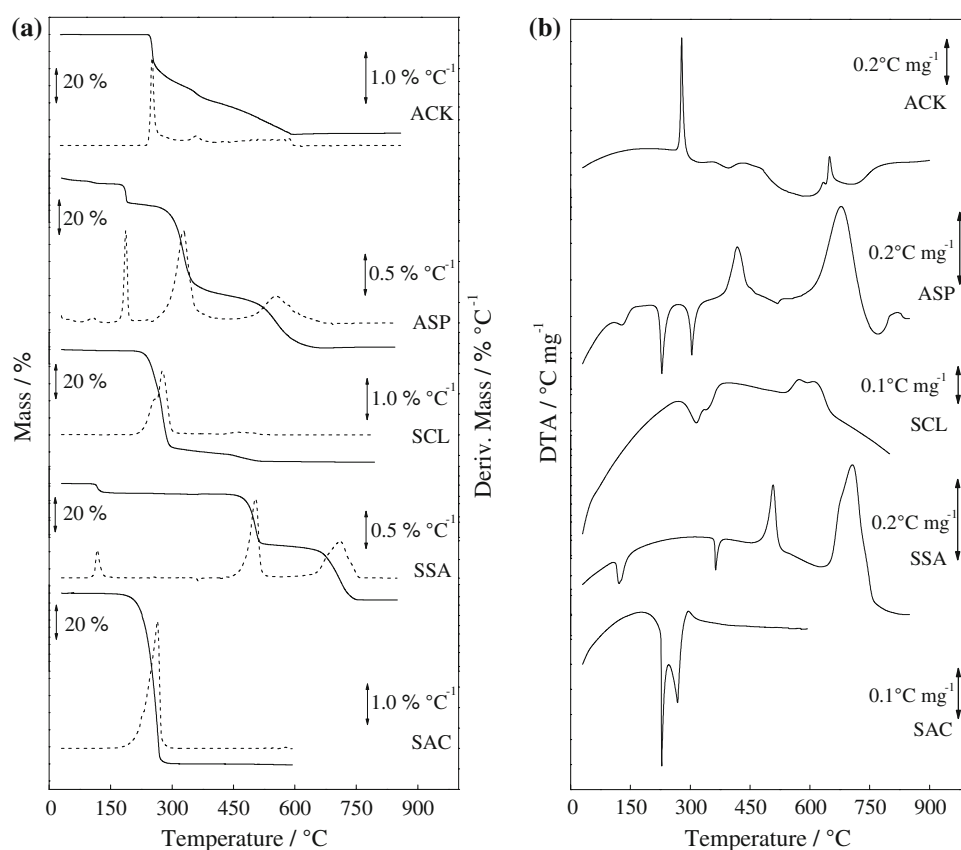 (a)
20 %
1.0 % °C-1
ACK
20 %
0.5 % °C-1
ASP
20 %
1.0 % °C-1
SCL
20 %
0.5 % °C-1
SSA
20 %
1.0 % °C-1
SAC
Mass / %
Deriv. Mass / % °C-1
0 150 300 450 600 750 900
Temperature / °C
(b)
0.2°C mg-1
ACK
0.2°C mg-1
ASP
0.1°C mg-1
SCL
0.2°C mg-1
SSA
0.1°C mg-1
SAC
DTA / °C mg-1
0 150 300 450 600 750 900
Temperature / °C